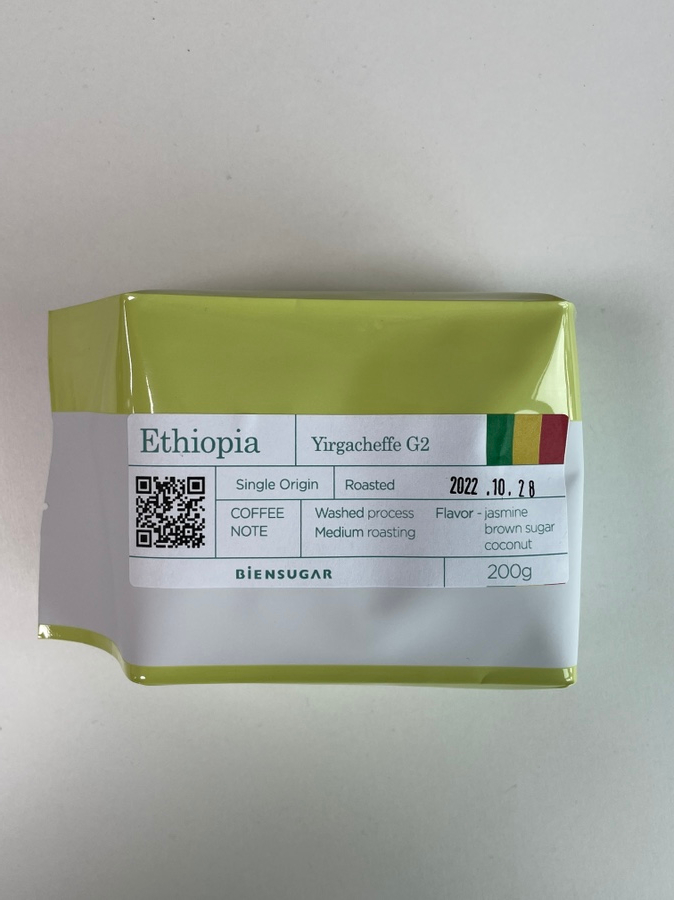 Ethiopia
Yirgacheffe G2
Single Origin
Roasted
2022 .10. 28
COFFEE
NOTE
Washed process
Medium roasting
Flavor - jasmine
brown sugar
coconut
BiENSUGAR
200g